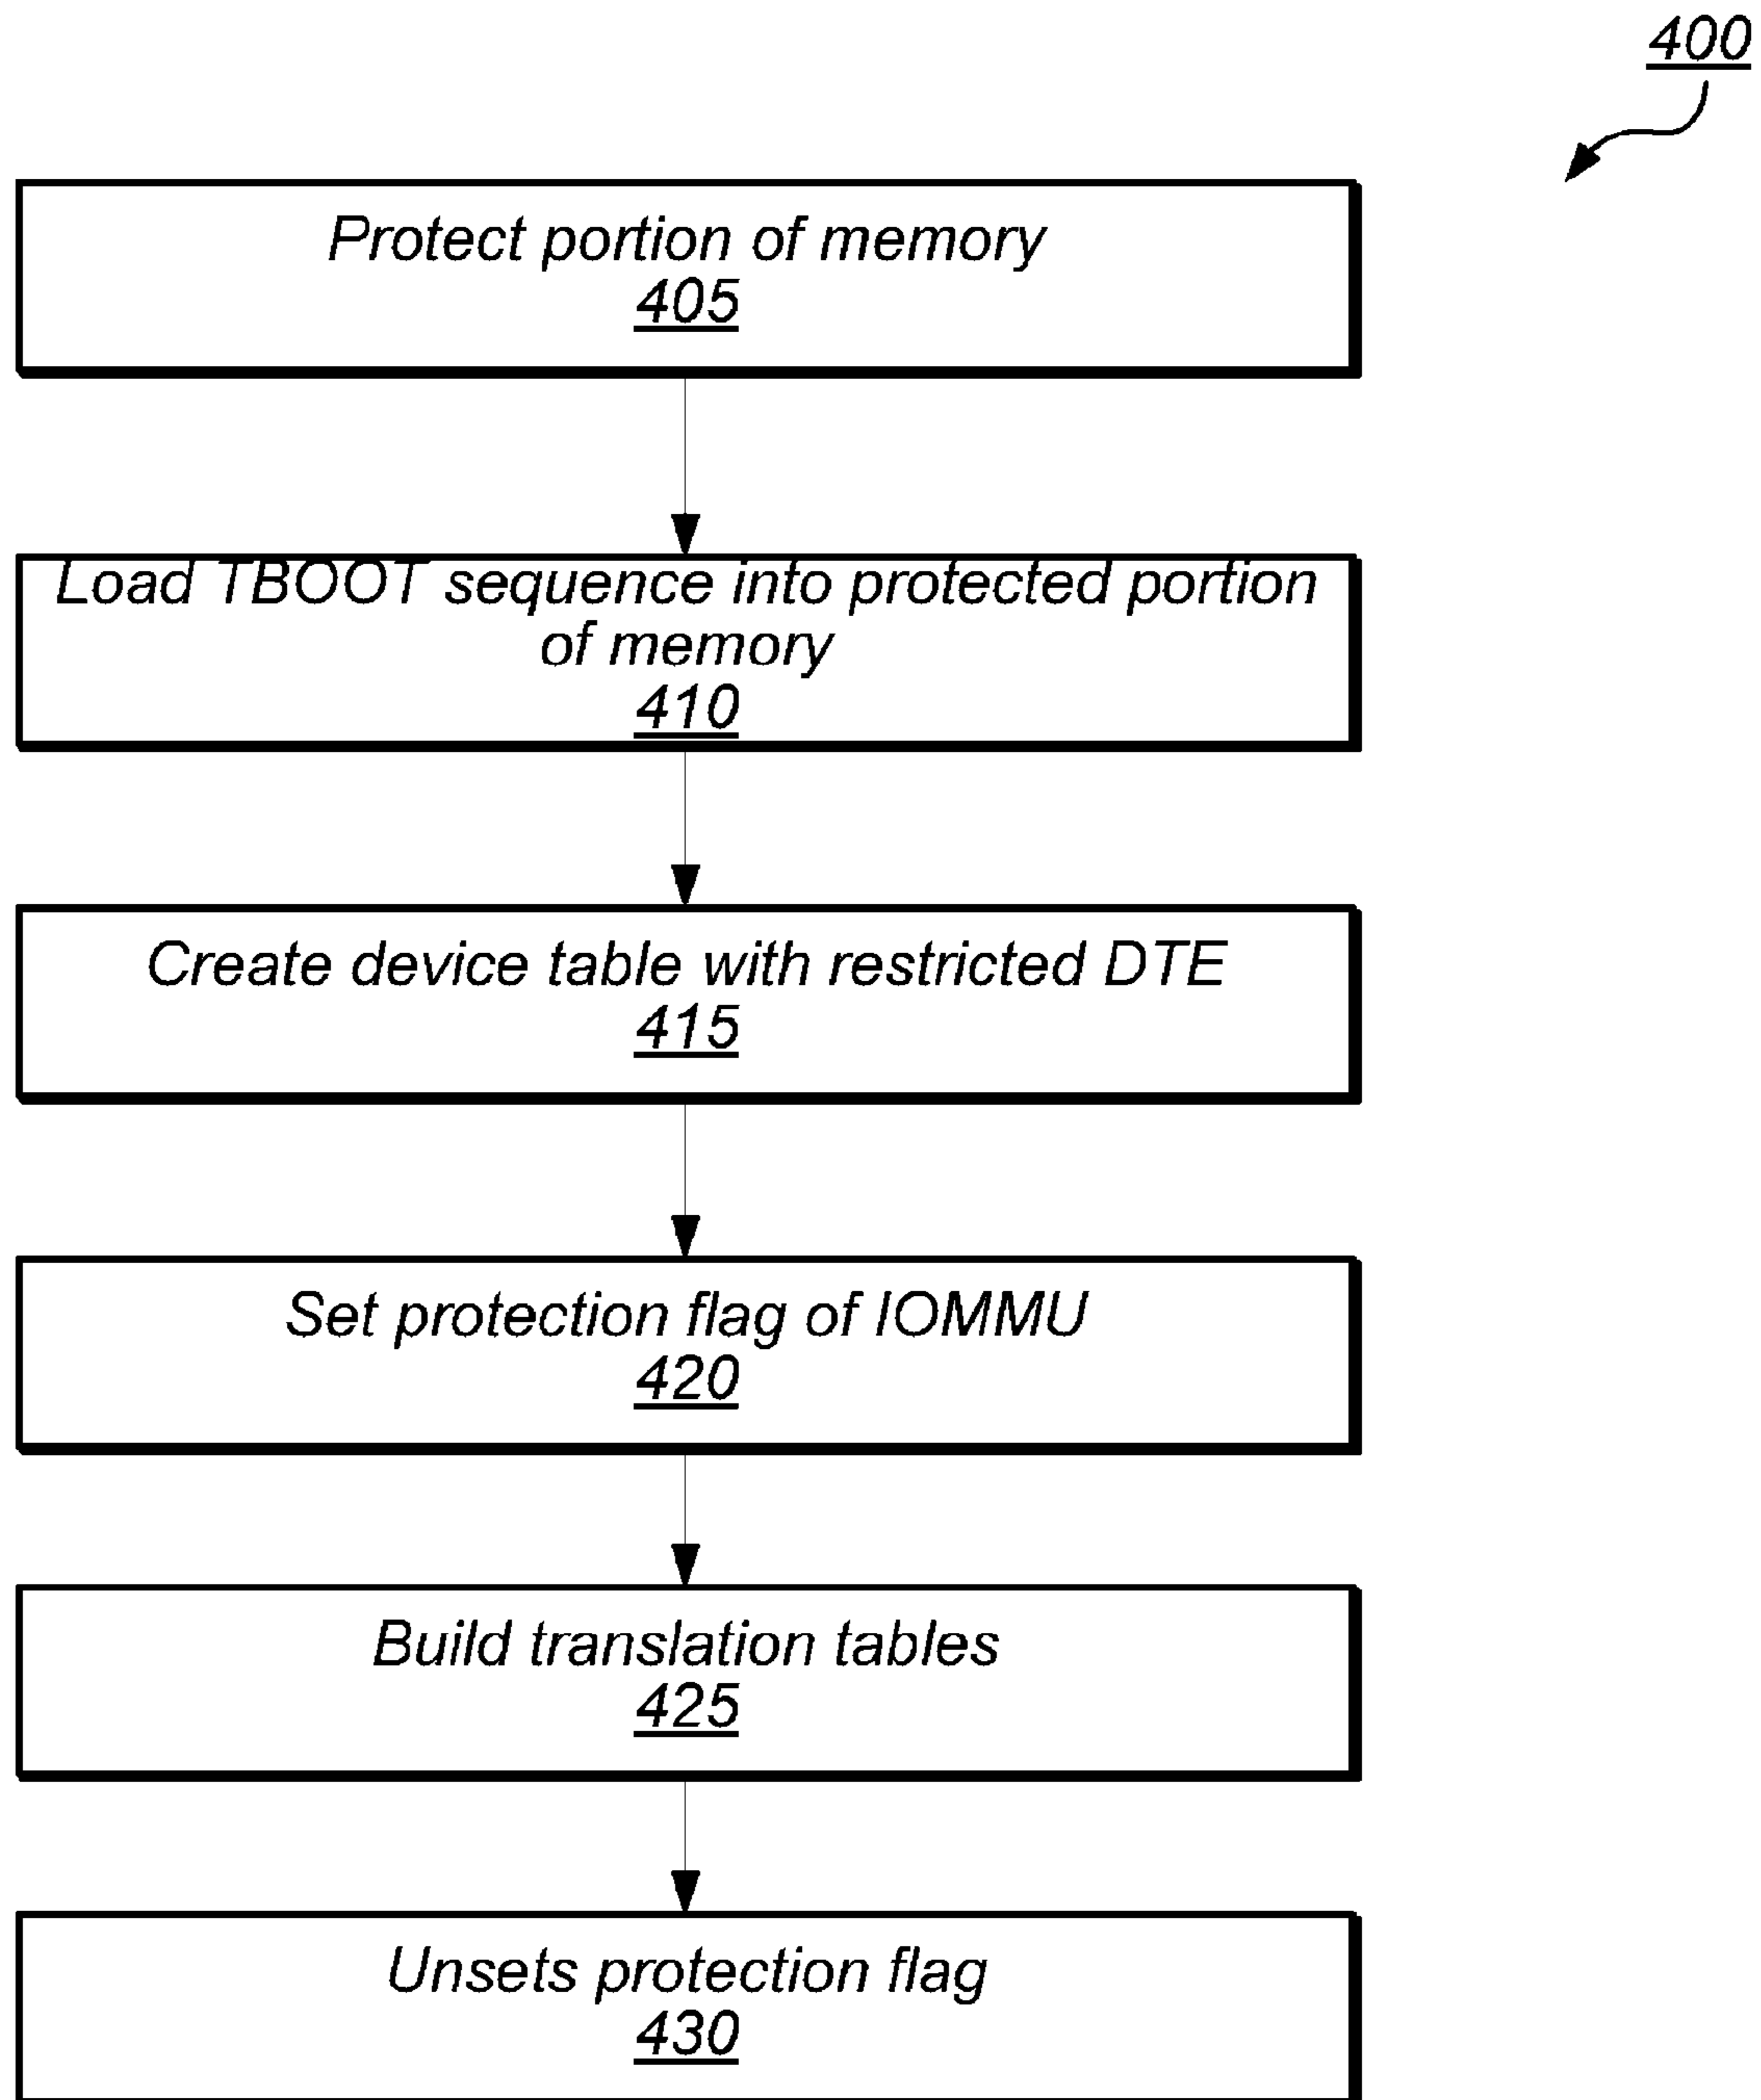 400
Protect portion of memory
405
Load TBOOT sequence into protected portion
of memory
410
Create device table with restricted DTE
415
Set protection flag of IOMMU
420
Build translation tables
425
Unsets protection flag
430